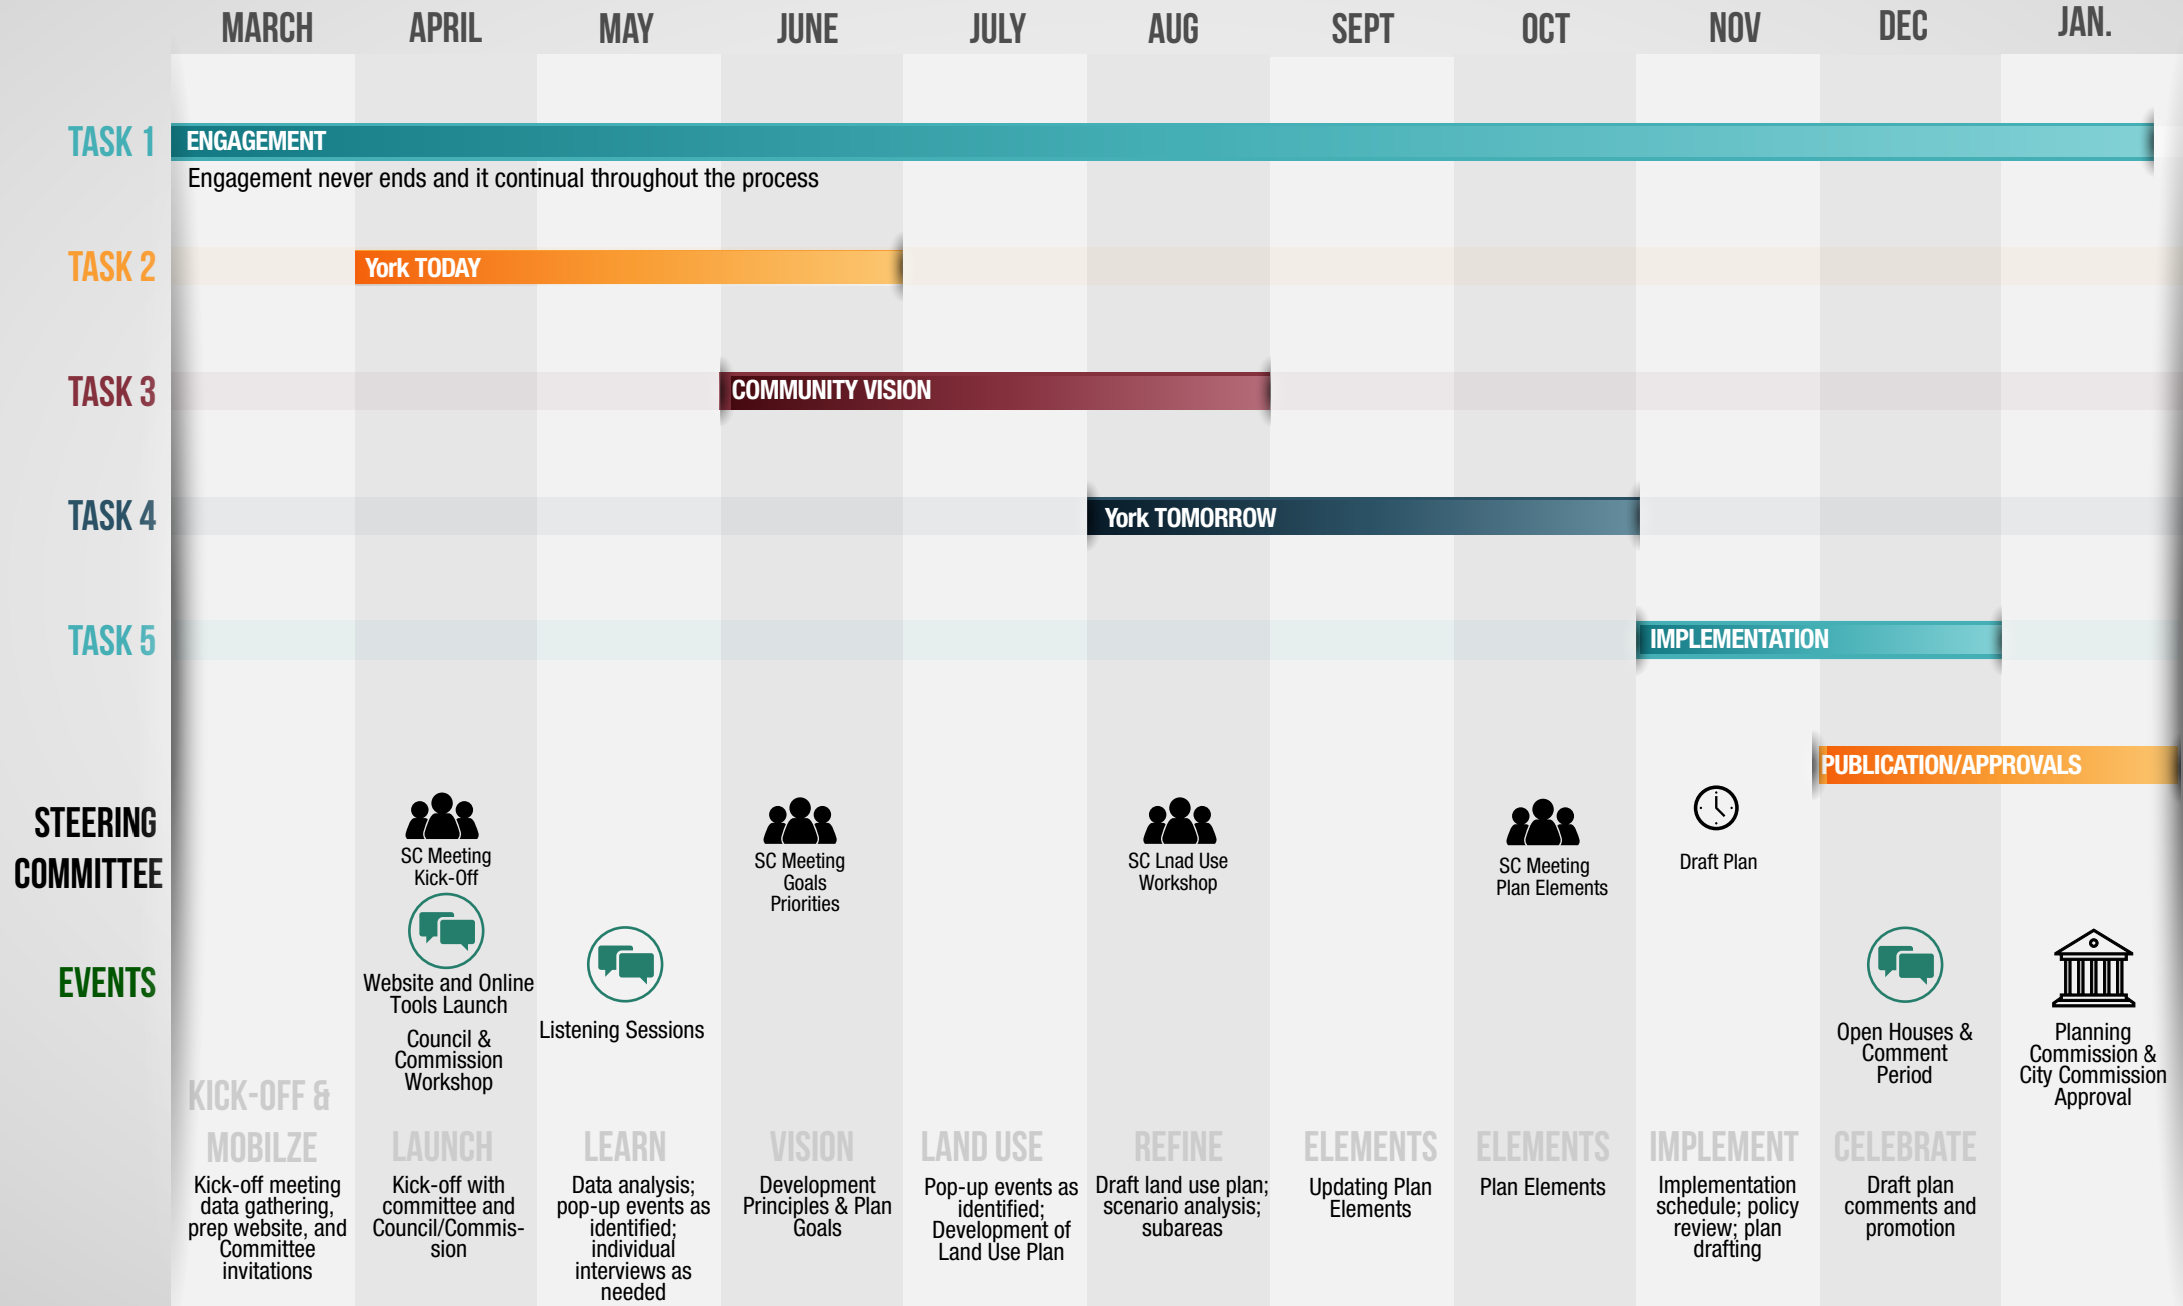 MARCH APRIL MAY JUNE JULY AUG SEPT OCT NOV DEC JAN.
TASK 1 ENGAGEMENT
Engagement never ends and it continual throughout the process
TASK 2 York TODAY
TASK 3 COMMUNITY VISION
TASK 4 York TOMORROW
TASK 5 IMPLEMENTATION
PUBLICATION/APPROVALS
STEERING
COMMITTEE
SC Meeting
Kick-Off
SC Meeting
Goals
Priorities
SC Lnad Use
Workshop
SC Meeting
Plan Elements
Draft Plan
EVENTS
Website and Online
Tools Launch
Council &
Commission
Workshop
Listening Sessions
Open Houses &
Comment
Period
Planning
Commission &
City Commission
Approval
KICK-OFF &
MOBILZE
Kick-off meeting
data gathering,
prep website, and
Committee
invitations
LAUNCH
Kick-off with
committee and
Council/Commis-
sion
LEARN
Data analysis;
pop-up events as
identified;
individual
interviews as
needed
VISION
Development
Principles & Plan
Goals
LAND USE
Pop-up events as
identified;
Development of
Land Use Plan
REFINE
Draft land use plan;
scenario analysis;
subareas
ELEMENTS
Updating Plan
Elements
ELEMENTS
Plan Elements
IMPLEMENT
Implementation
schedule; policy
review; plan
drafting
CELEBRATE
Draft plan
comments and
promotion